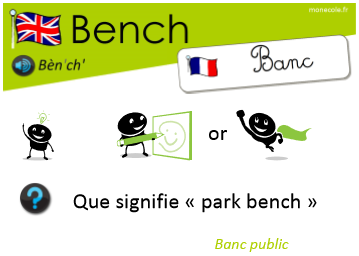 monecole.fr
Bench
Bèn'ch'
Banc
or
Que signifie « park bench »
Banc public